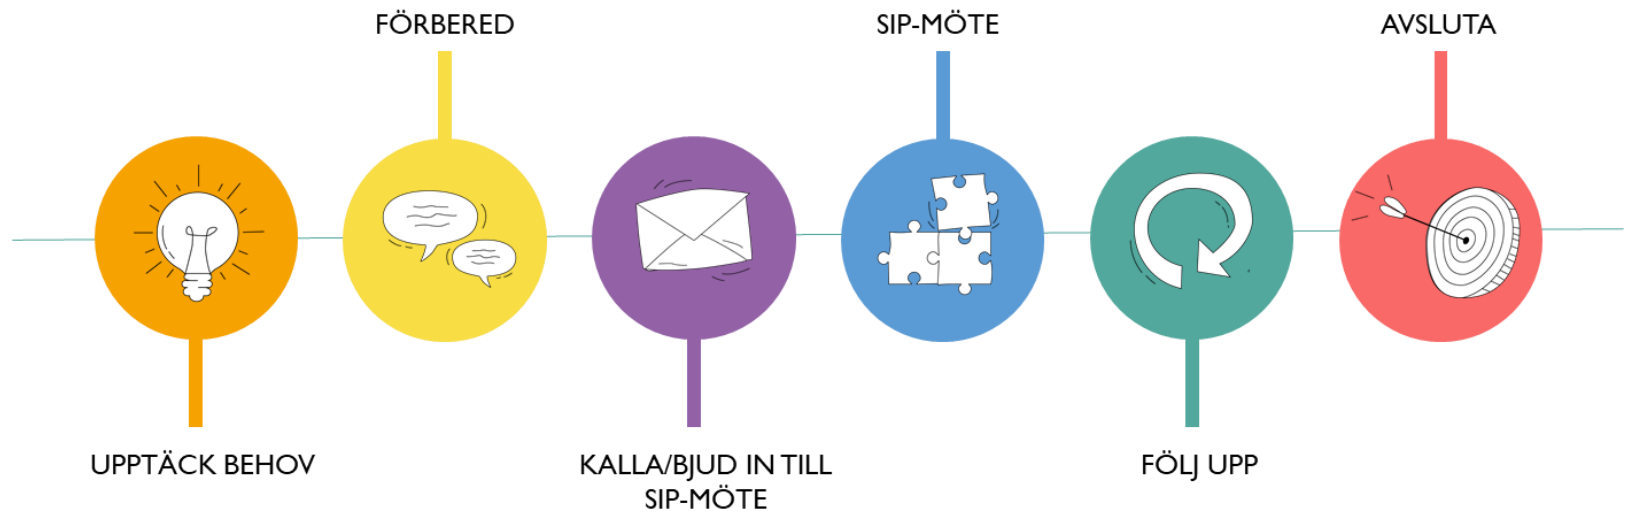 UPPTÄCK BEHOV
FÖRBERED
KALLA/BJUD IN TILL
SIP-MÖTE
SIP-MÖTE
FÖLJ UPP
AVSLUTA